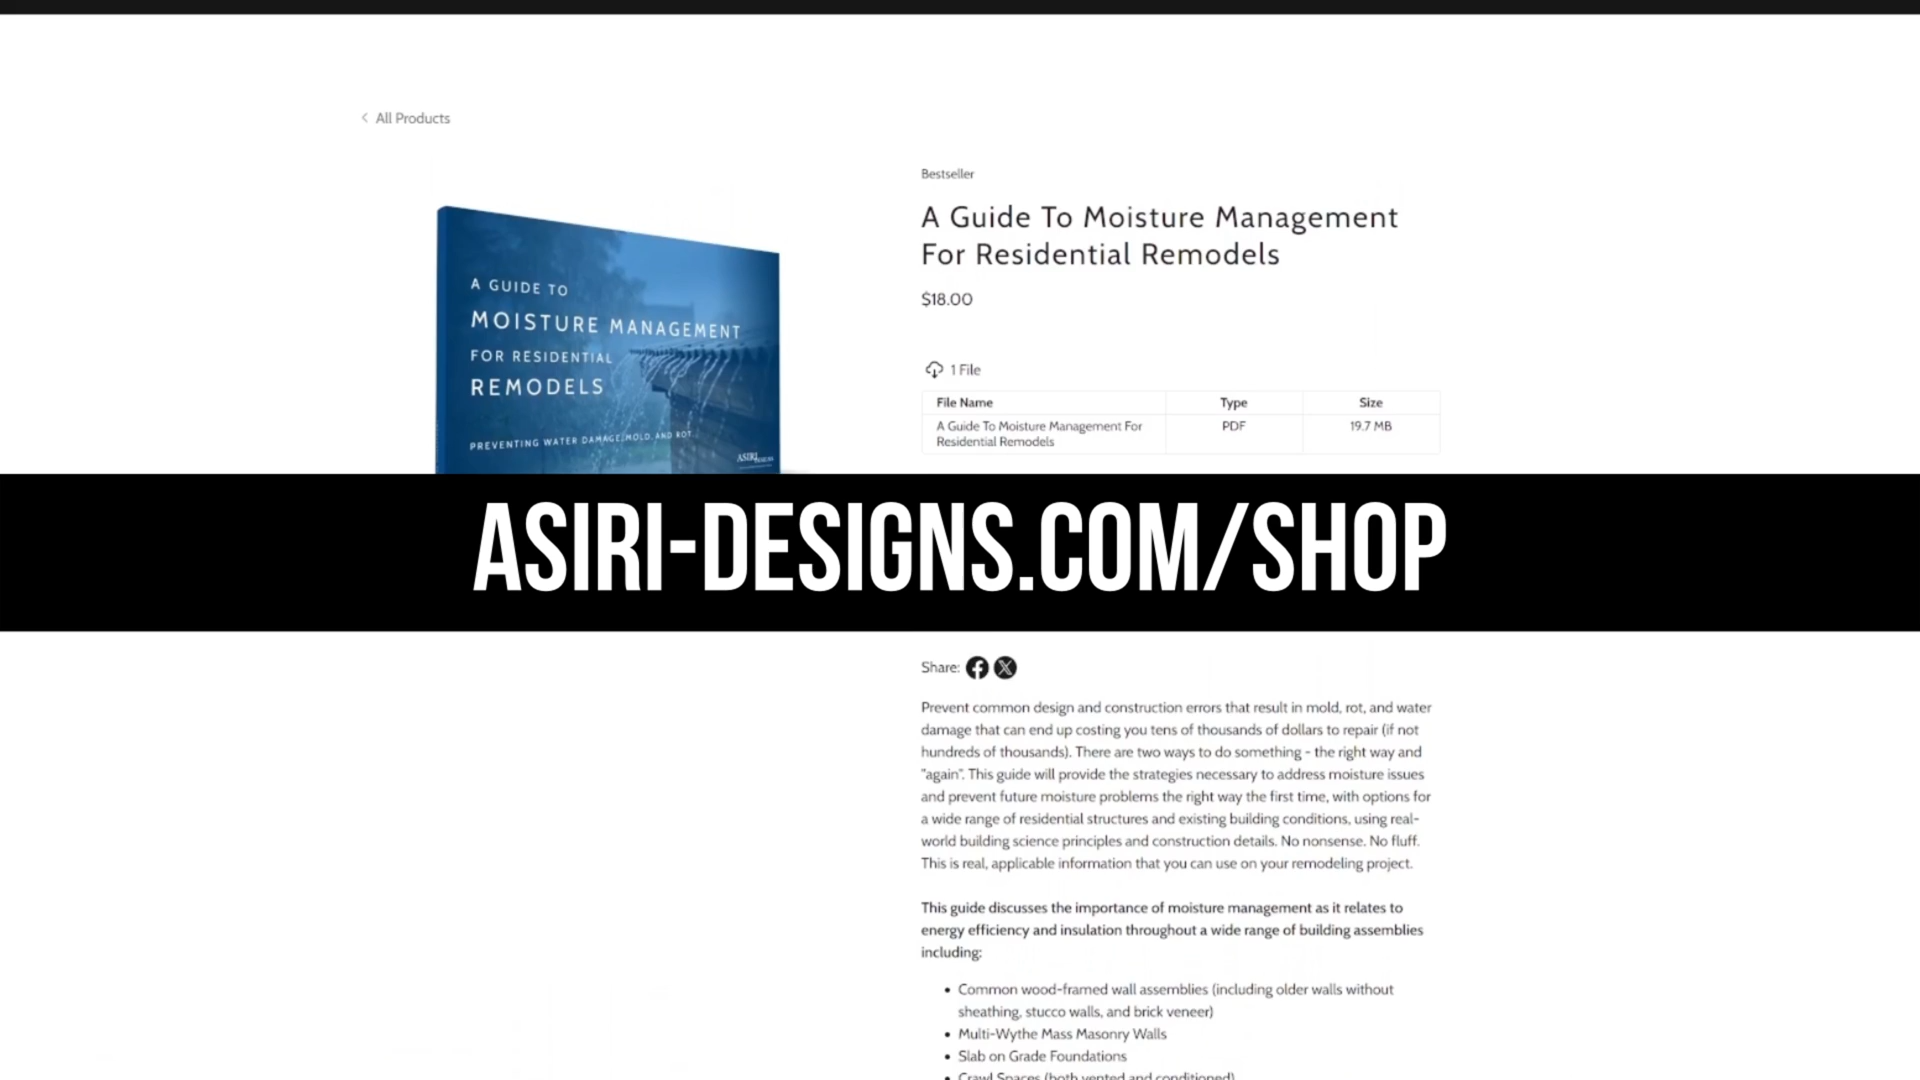 All Products
Bestseller
A Guide To Moisture Management
For Residential Remodels
$18.00
A GUIDE TO
MOISTURE MANAGEMENT
FOR RESIDENTIAL
REMODELS
PREVENTING WATER DAMAGE, MOLD, AND ROT
ASIRI
1 File
File Name Type Size
A Guide To Moisture Management For PDF 19.7 MB
Residential Remodels
ASIRI-DESIGNS.COM/SHOP
Share:
Prevent common design and construction errors that result in mold, rot, and water
damage that can end up costing you tens of thousands of dollars to repair (if not
hundreds of thousands). There are two ways to do something - the right way and
"again". This guide will provide the strategies necessary to address moisture issues
and prevent future moisture problems the right way the first time, with options for
a wide range of residential structures and existing building conditions, using real-
world building science principles and construction details. No nonsense. No fluff.
This is real, applicable information that you can use on your remodeling project.
This guide discusses the importance of moisture management as it relates to
energy efficiency and insulation throughout a wide range of building assemblies
including:
• Common wood-framed wall assemblies (including older walls without
sheathing, stucco walls, and brick veneer)
• Multi-Wythe Mass Masonry Walls
• Slab on Grade Foundations
• Crawl Spaces (both vented and conditioned)